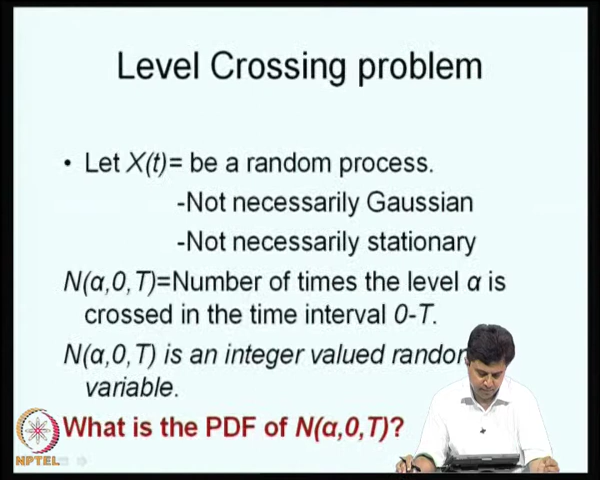 Level Crossing problem
• Let X(t)= be a random process.
-Not necessarily Gaussian
-Not necessarily stationary
N(α,0,T)=Number of times the level α is
crossed in the time interval 0-T.
N(α,0,T) is an integer valued
variable.
What is the PDF of N(α,0,T)?
NPTEL